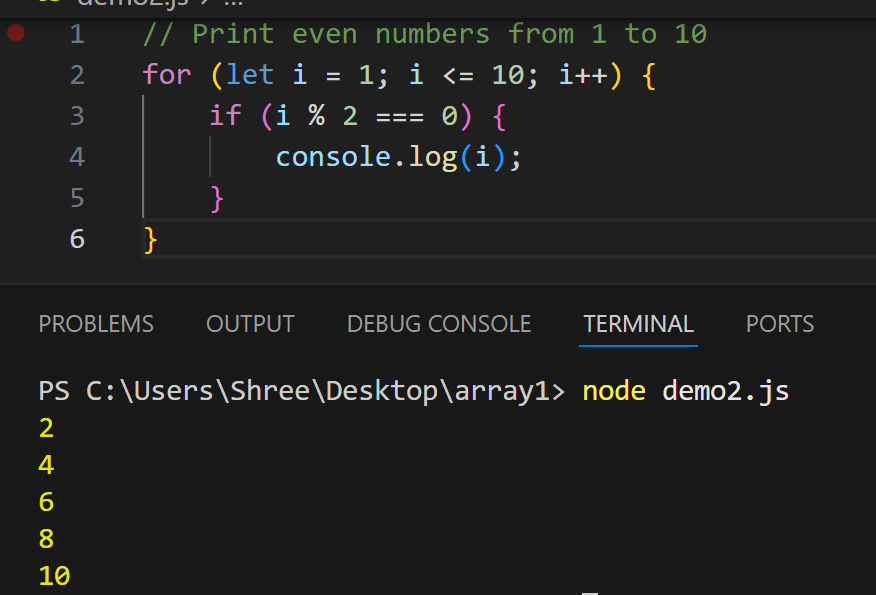 demo2.js > ...
1 // Print even numbers from 1 to 10
2 for (let i = 1; i <= 10; i++) {
3     if (i % 2 === 0) {
4         console.log(i);
5     }
6 }
PROBLEMS OUTPUT DEBUG CONSOLE TERMINAL PORTS
PS C:\Users\Shree\Desktop\array1> node demo2.js
2
4
6
8
10